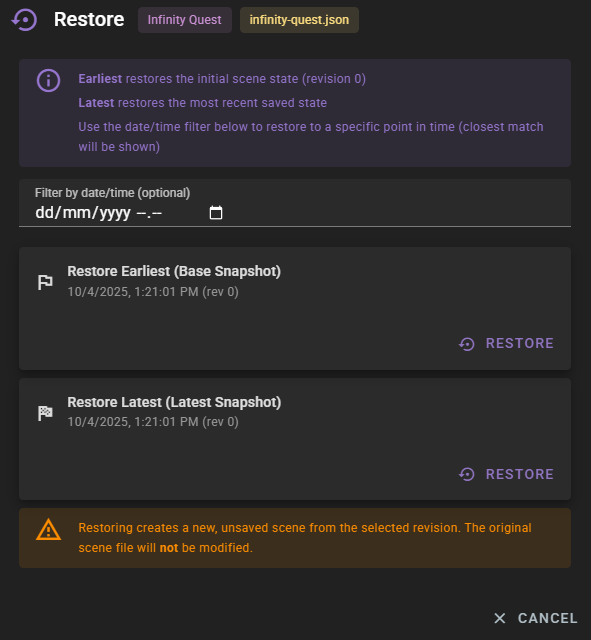 Restore Infinity Quest infinity-quest.json
Earliest restores the initial scene state (revision 0)
Latest restores the most recent saved state
Use the date/time filter below to restore to a specific point in time (closest match
will be shown)
Filter by date/time (optional)
dd/mm/yyyy --.--
Restore Earliest (Base Snapshot)
10/4/2025, 1:21:01 PM (rev 0)
RESTORE
Restore Latest (Latest Snapshot)
10/4/2025, 1:21:01 PM (rev 0)
RESTORE
Restoring creates a new, unsaved scene from the selected revision. The original
scene file will not be modified.
CANCEL